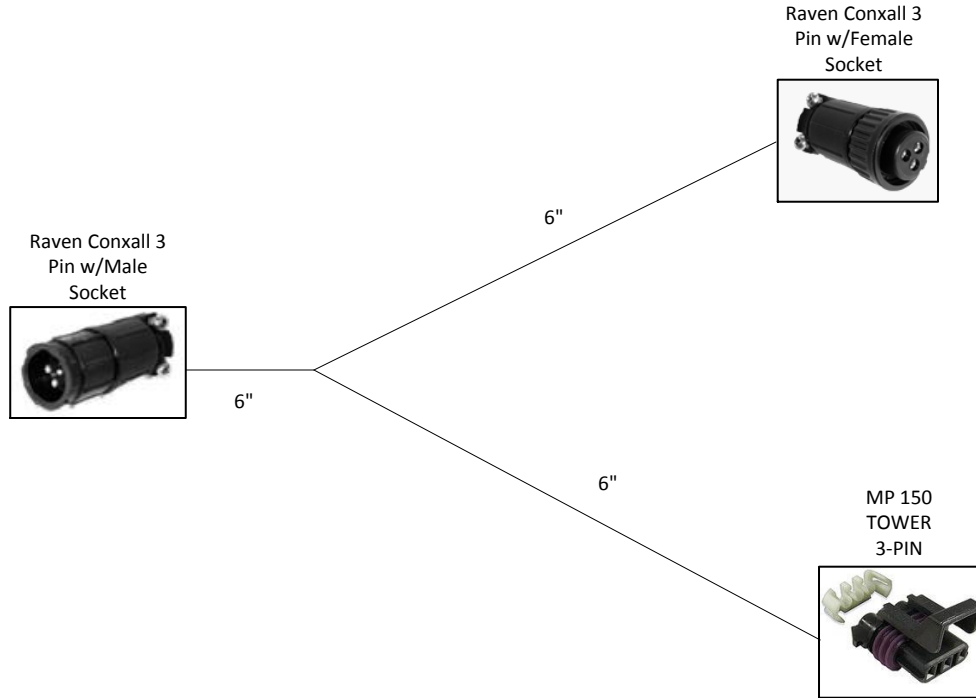 Raven Conxall 3
Pin w/Female
Socket
6"
Raven Conxall 3
Pin w/Male
Socket
6"
6"
MP 150
TOWER
3-PIN